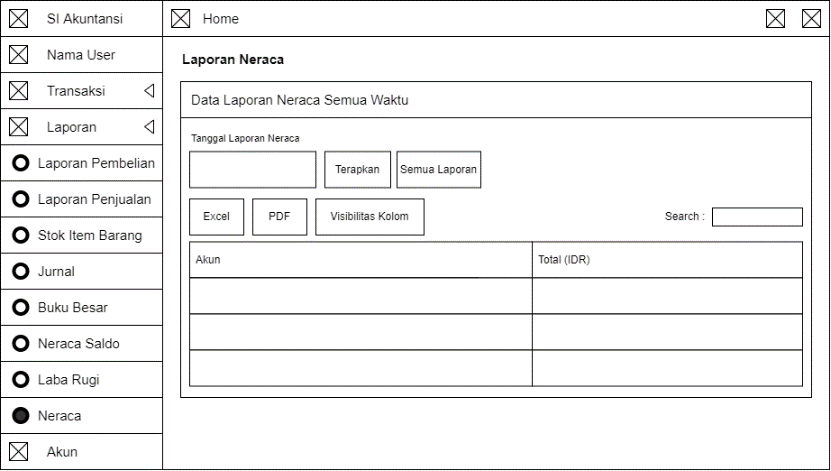 SI Akuntansi
Home
Nama User
Transaksi
Laporan
Laporan Pembelian
Laporan Penjualan
Stok Item Barang
Jurnal
Buku Besar
Neraca Saldo
Laba Rugi
Neraca
Akun
Laporan Neraca
Data Laporan Neraca Semua Waktu
Tanggal Laporan Neraca
Terapkan Semua Laporan
Excel PDF Visibilitas Kolom Search :
Akun Total (IDR)